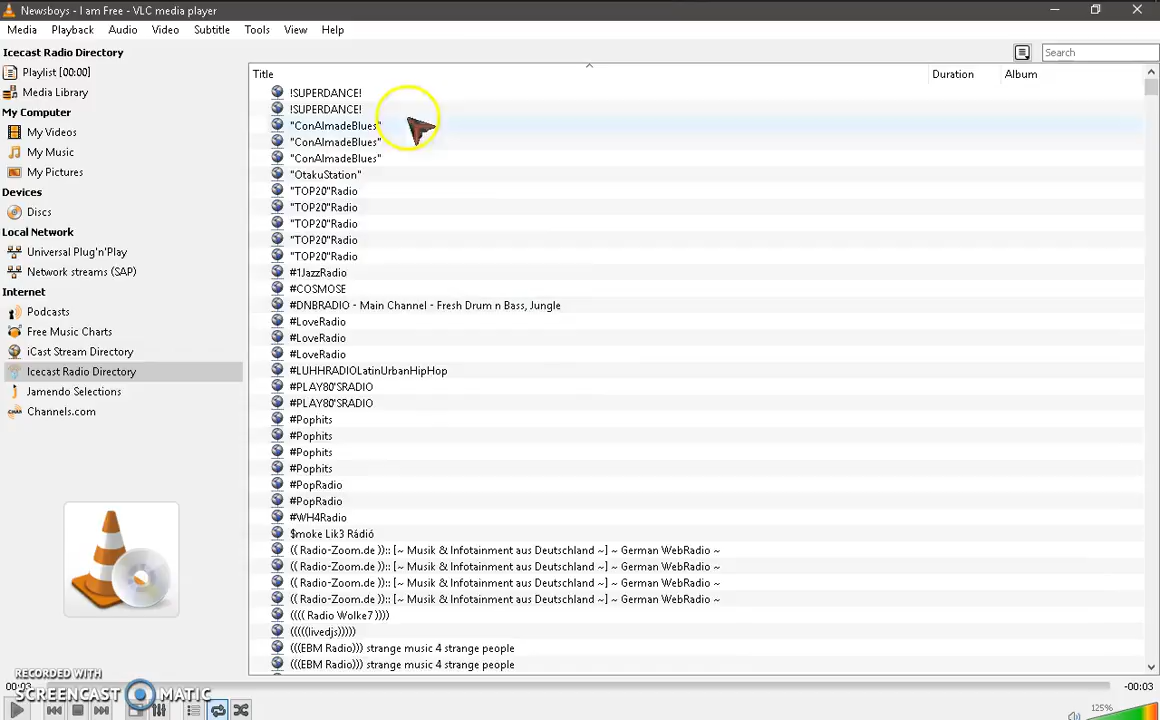 Newsboys - I am Free - VLC media player
Media Playback Audio Video Subtitle Tools View Help
Icecast Radio Directory
Search
Playlist [00:00]
Title Duration Album
Media Library
My Computer
My Videos
My Music
My Pictures
Devices
Discs
Local Network
Universal Plug'n'Play
Network streams (SAP)
Internet
Podcasts
Free Music Charts
iCast Stream Directory
Icecast Radio Directory
Jamendo Selections
Channels.com
!SUPERDANCE!
!SUPERDANCE!
"ConAlmadeBlues"
"ConAlmadeBlues"
"ConAlmadeBlues"
"OtakuStation"
"TOP20"Radio
"TOP20"Radio
"TOP20"Radio
"TOP20"Radio
"TOP20"Radio
#1JazzRadio
#COSMOSE
#DNBRADIO - Main Channel - Fresh Drum n Bass, Jungle
#LoveRadio
#LoveRadio
#LoveRadio
#LUHHRADIOLatinUrbanHipHop
#PLAY80'SRADIO
#PLAY80'SRADIO
#Pophits
#Pophits
#Pophits
#Pophits
#PopRadio
#PopRadio
#WH4Radio
$moke Lik3 Rádió
(( Radio-Zoom.de )):: [~ Musik & Infotainment aus Deutschland ~] ~ German WebRadio ~
(( Radio-Zoom.de )):: [~ Musik & Infotainment aus Deutschland ~] ~ German WebRadio ~
(( Radio-Zoom.de )):: [~ Musik & Infotainment aus Deutschland ~] ~ German WebRadio ~
(( Radio-Zoom.de )):: [~ Musik & Infotainment aus Deutschland ~] ~ German WebRadio ~
(((( Radio Wolke7 ))))
(((((livedjs)))))
(((EBM Radio))) strange music 4 strange people
(((EBM Radio))) strange music 4 strange people
RECORDED WITH
SCREENCAST MATIC
00:03 -00:03
125%